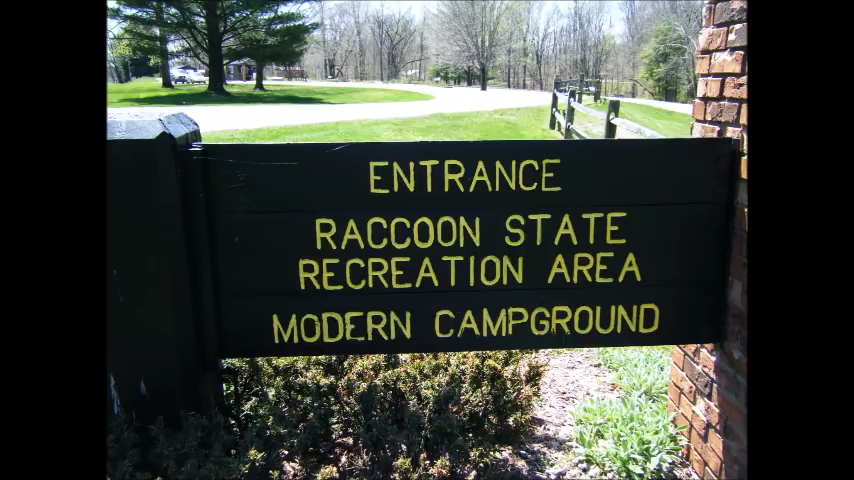 ENTRANCE
RACCOON STATE
RECREATION AREA
MODERN CAMPGROUND